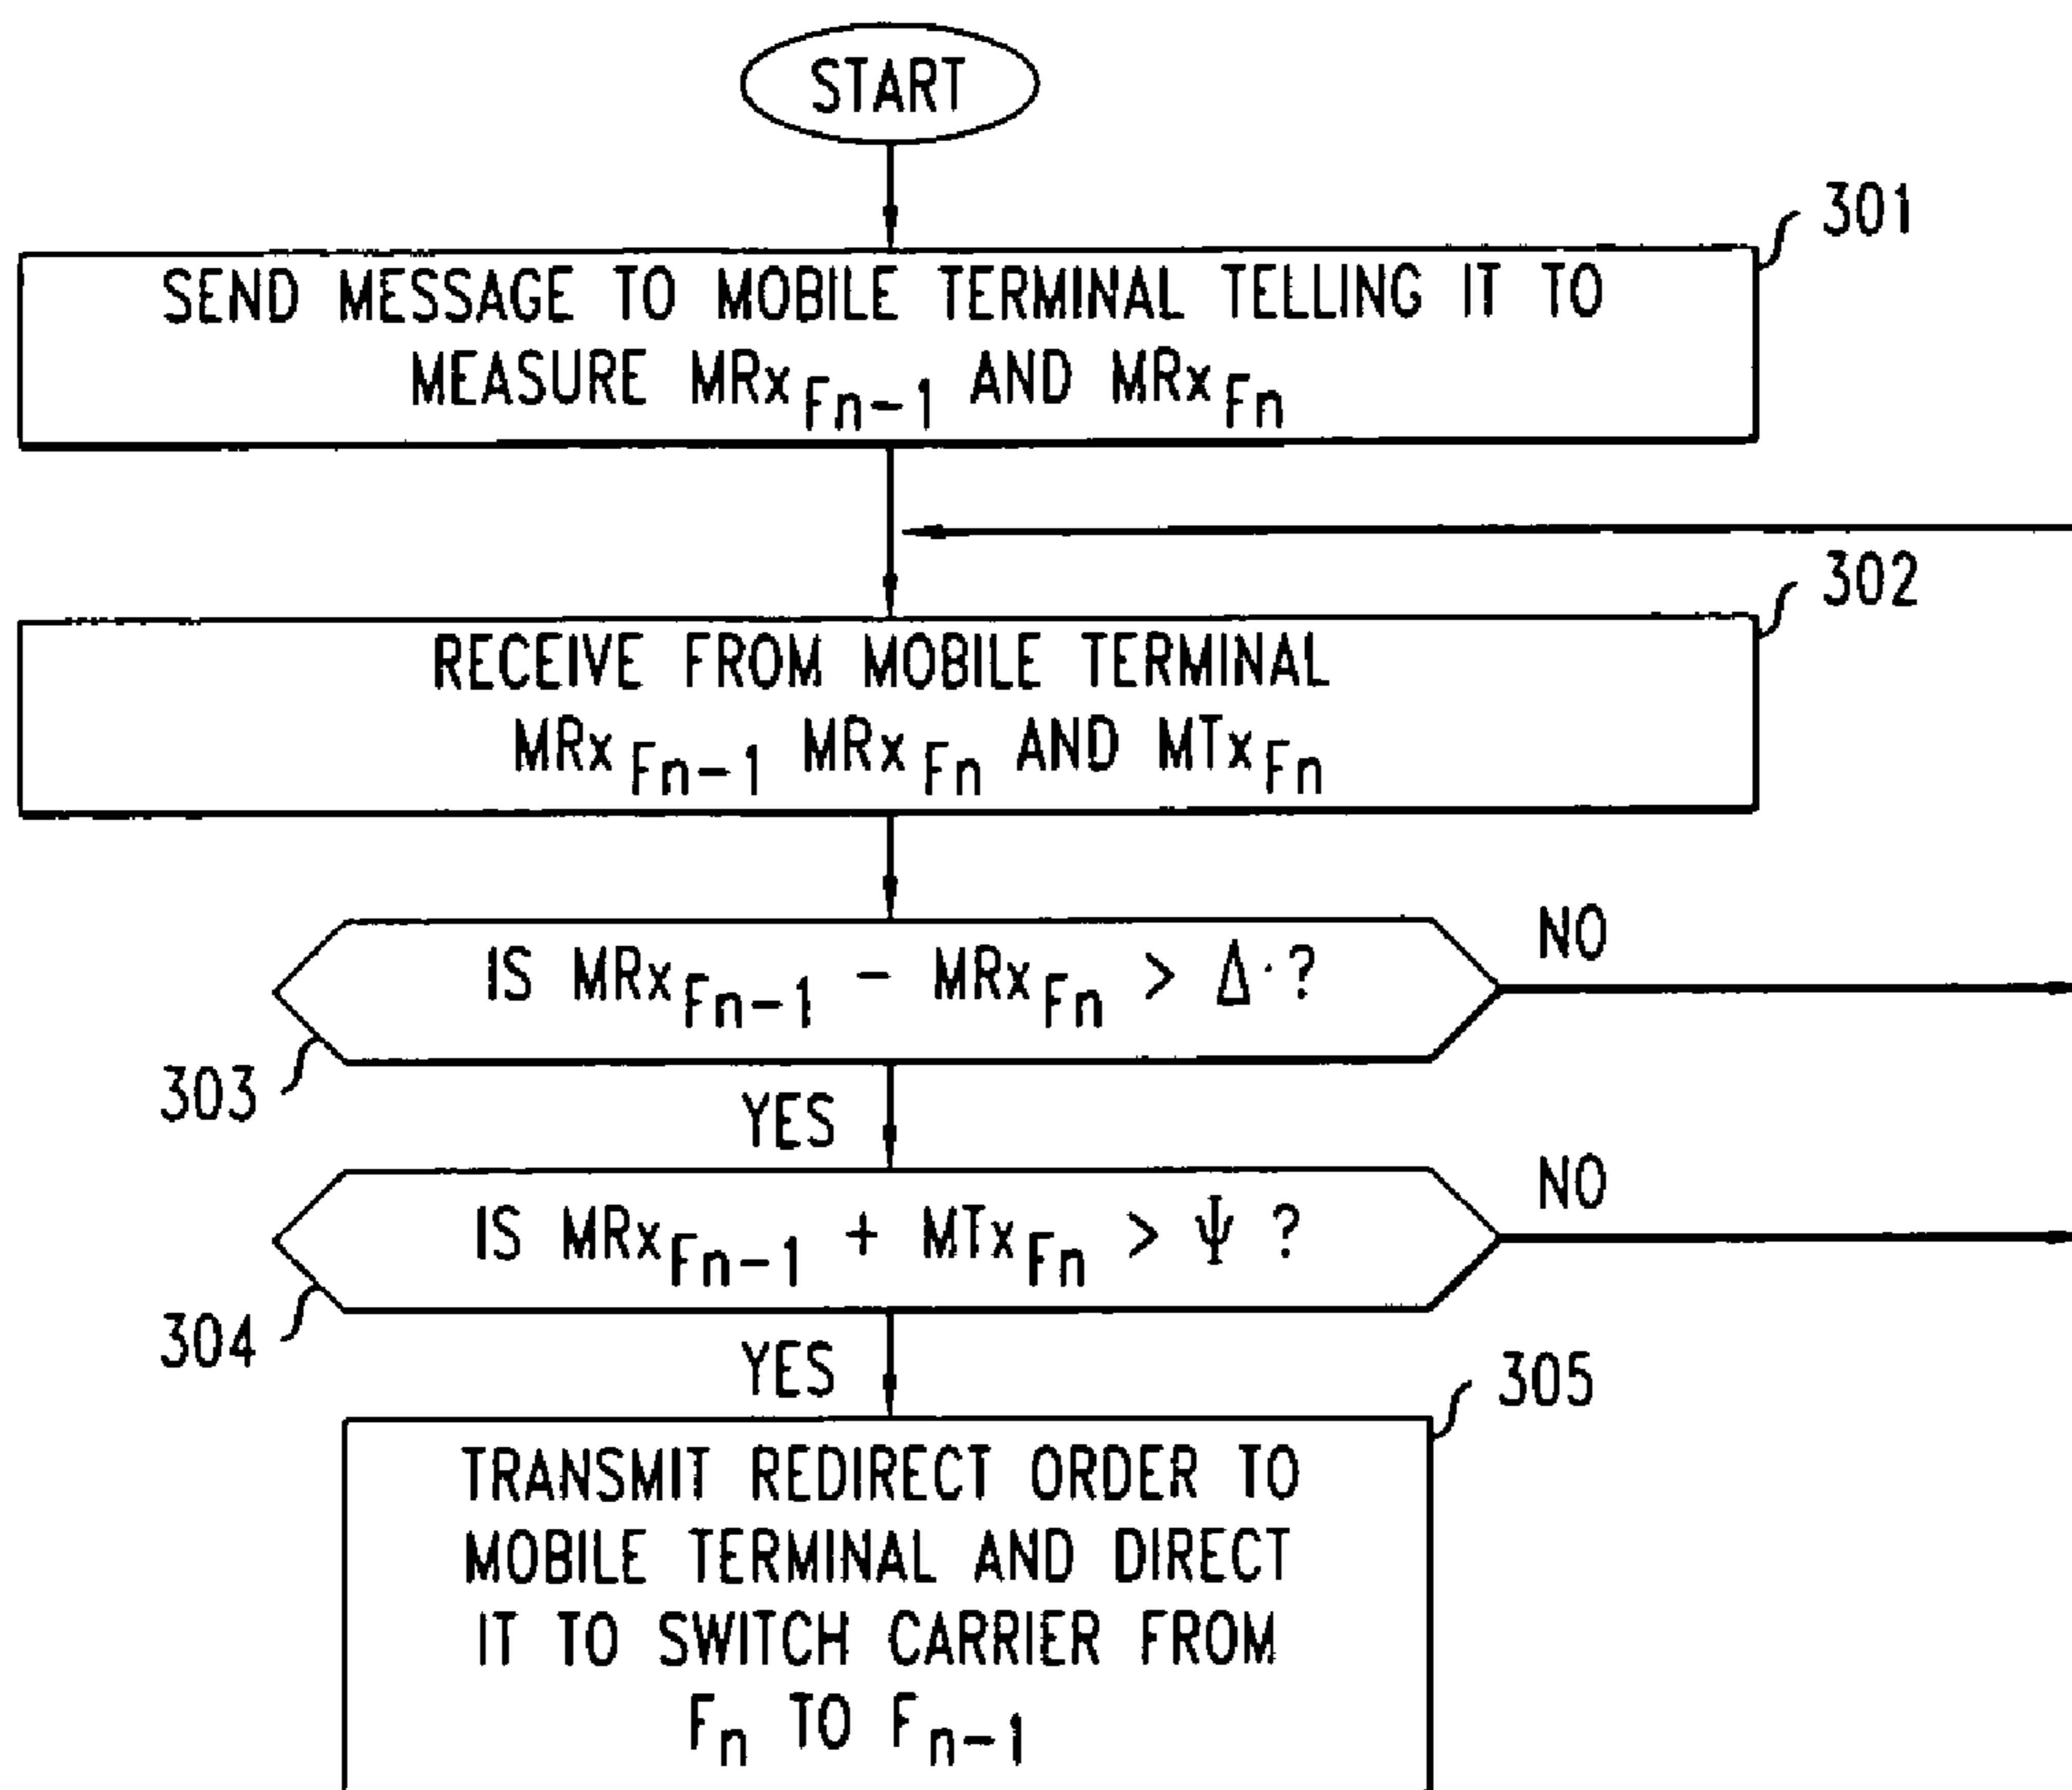 START
301
SEND MESSAGE TO MOBILE TERMINAL TELLING IT TO
MEASURE MRx Fn-1 AND MRx Fn
302
RECEIVE FROM MOBILE TERMINAL
MRx Fn-1 MRx Fn AND MTx Fn
IS MRx Fn-1 - MRx Fn > Δ·?
NO
303
YES
IS MRx Fn-1 + MTx Fn > Ψ ?
NO
304
YES
305
TRANSMIT REDIRECT ORDER TO
MOBILE TERMINAL AND DIRECT
IT TO SWITCH CARRIER FROM
Fn TO Fn-1